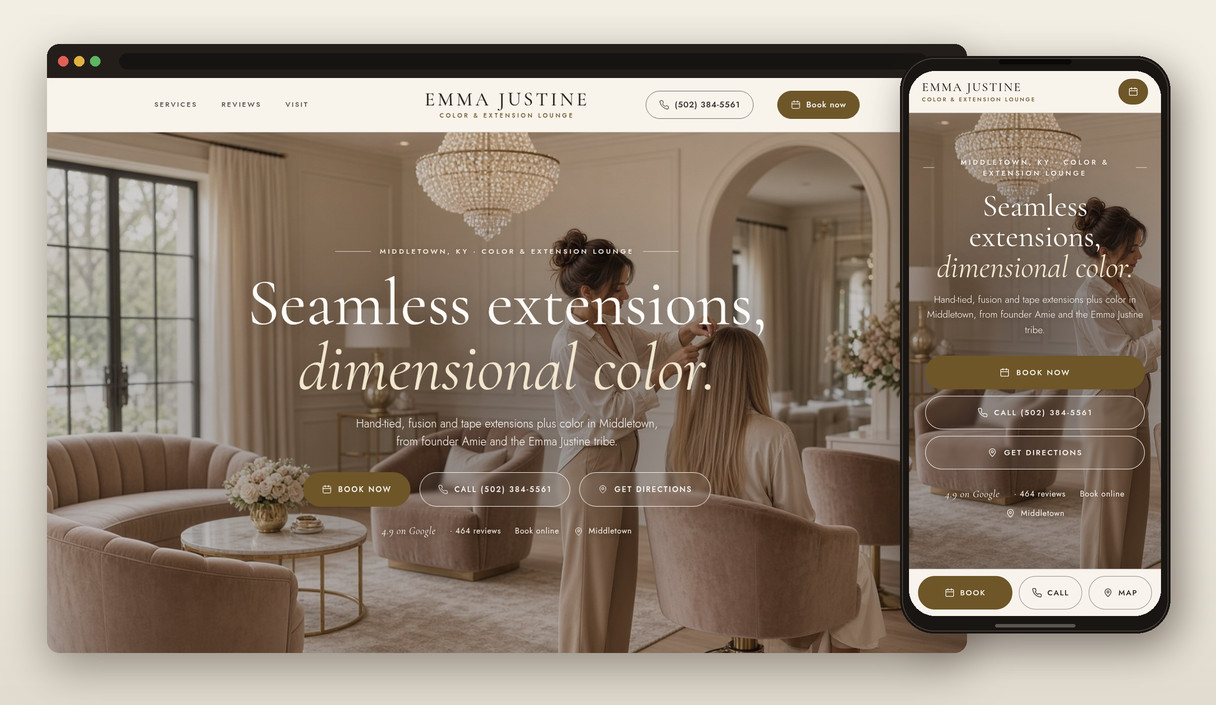 SERVICES REVIEWS VISIT
EMMA JUSTINE
COLOR & EXTENSION LOUNGE
(502) 384-5561
Book now
MIDDLETOWN, KY · COLOR & EXTENSION LOUNGE
Seamless extensions,
dimensional color.
Hand-tied, fusion and tape extensions plus color in Middletown,
from founder Amie and the Emma Justine tribe.
BOOK NOW
CALL (502) 384-5561
GET DIRECTIONS
4.9 on Google · 464 reviews Book online Middletown
EMMA JUSTINE
COLOR & EXTENSION LOUNGE
MIDDLETOWN, KY · COLOR &
EXTENSION LOUNGE
Seamless
extensions,
dimensional color.
Hand-tied, fusion and tape extensions plus color in
Middletown, from founder Amie and the Emma Justine
tribe.
BOOK NOW
CALL (502) 384-5561
GET DIRECTIONS
4.9 on Google · 464 reviews Book online
Middletown
BOOK
CALL
MAP